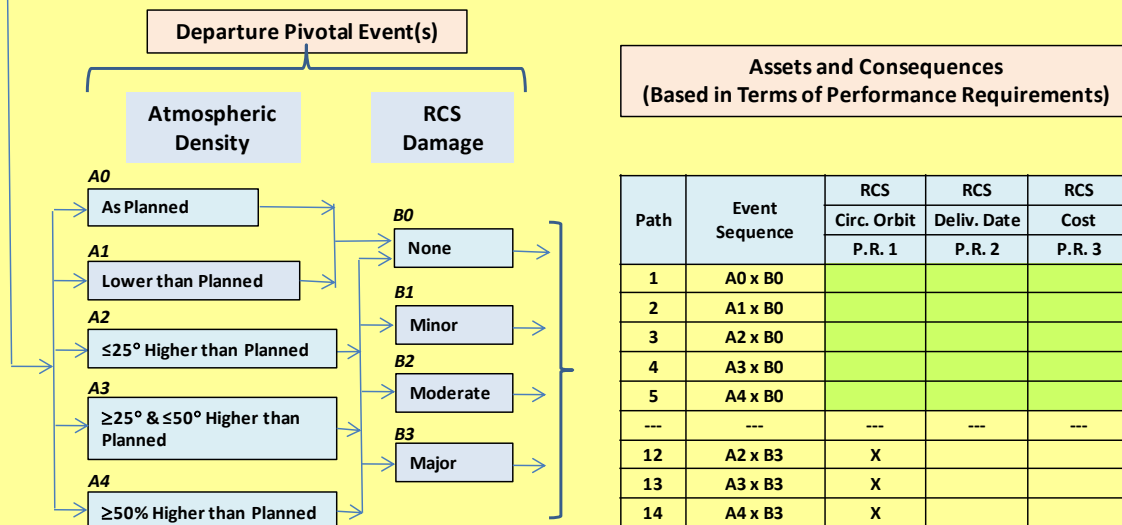 Departure Pivotal Event(s)
Atmospheric
Density
RCS
Damage
A0
As Planned
A1
Lower than Planned
A2
≤25° Higher than Planned
A3
≥25° & ≤50° Higher than
Planned
A4
≥50% Higher than Planned
B0
None
B1
Minor
B2
Moderate
B3
Major
Assets and Consequences
(Based in Terms of Performance Requirements)
Path Event Sequence RCS RCS RCS
Circ. Orbit Deliv. Date Cost
P.R. 1 P.R. 2 P.R. 3
1 A0 x B0
2 A1 x B0
3 A2 x B0
4 A3 x B0
5 A4 x B0
--- --- --- --- ---
12 A2 x B3 X
13 A3 x B3 X
14 A4 x B3 X